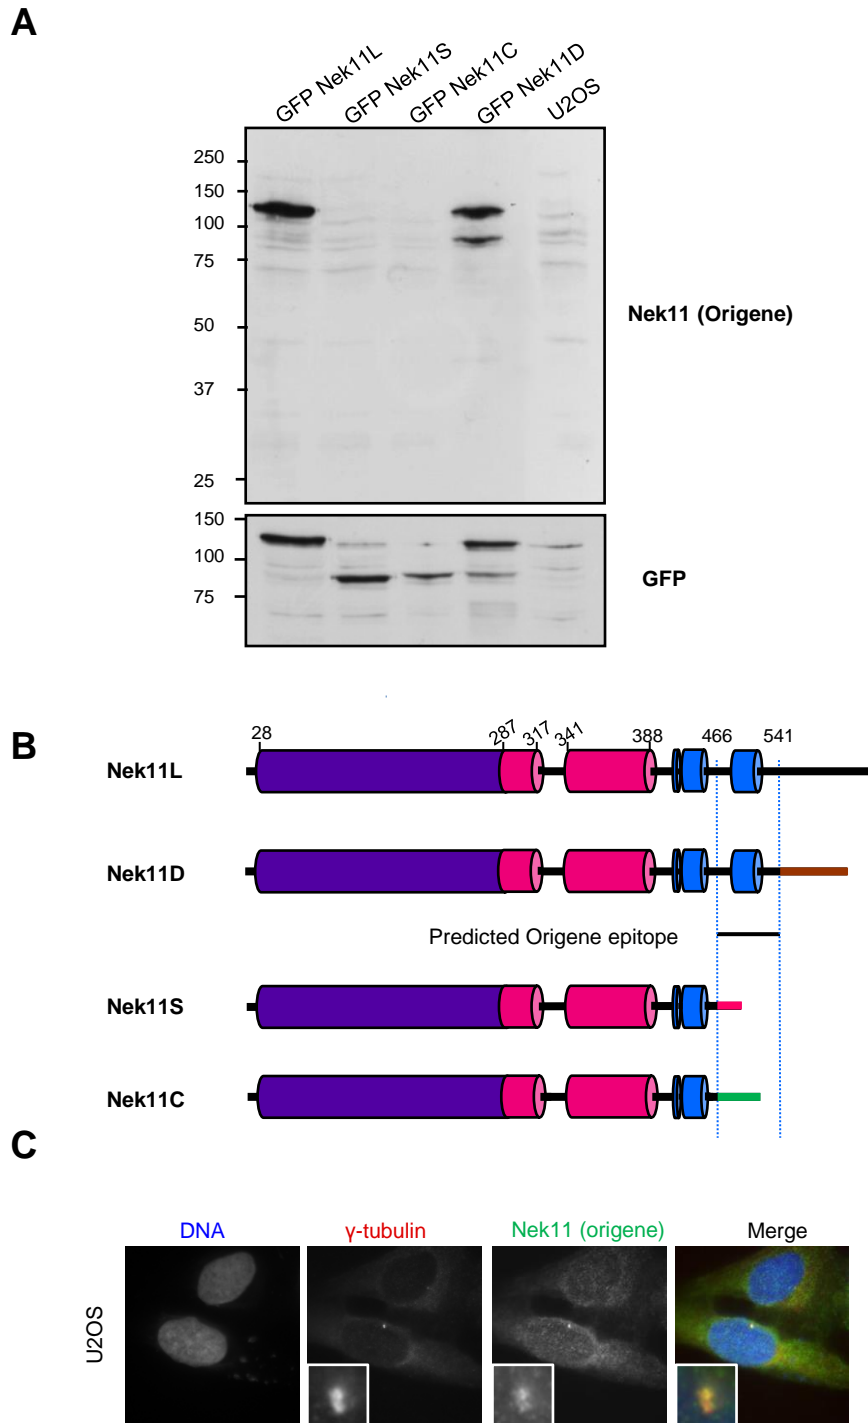 A
GFP Nek11L
GFP Nek11S
GFP Nek11C
GFP Nek11D
U2OS
250
150
100
75
50
37
25
Nek11 (Origene)
150
100
75
GFP
B
28
287
317
341
388
466
541
Nek11L
Nek11D
Predicted Origene epitope
Nek11S
Nek11C
C
DNA
γ-tubulin
Nek11 (origene)
Merge
U2OS